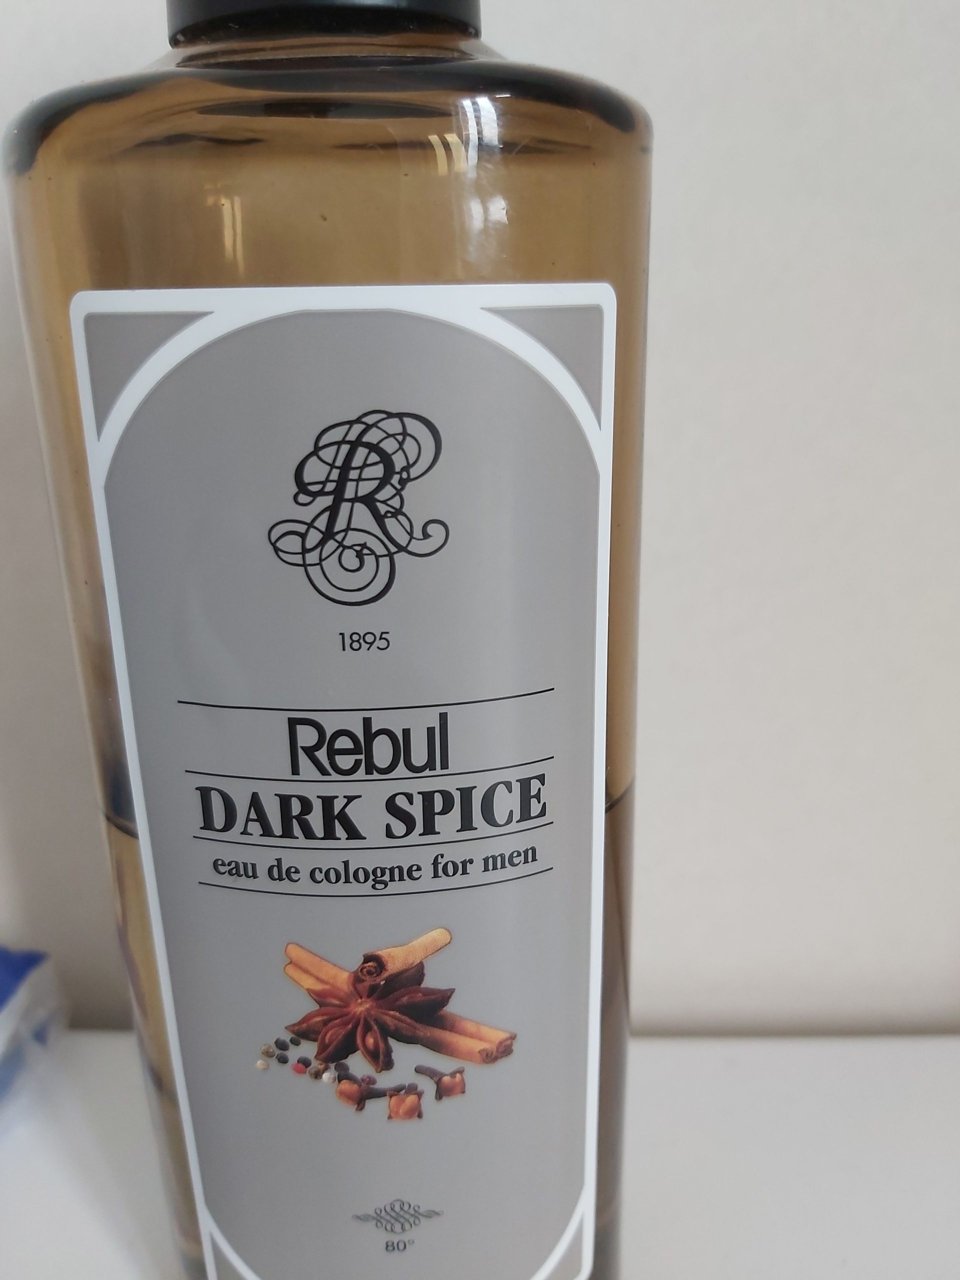 R
1895
Rebul
DARK SPICE
eau de cologne for men
80°